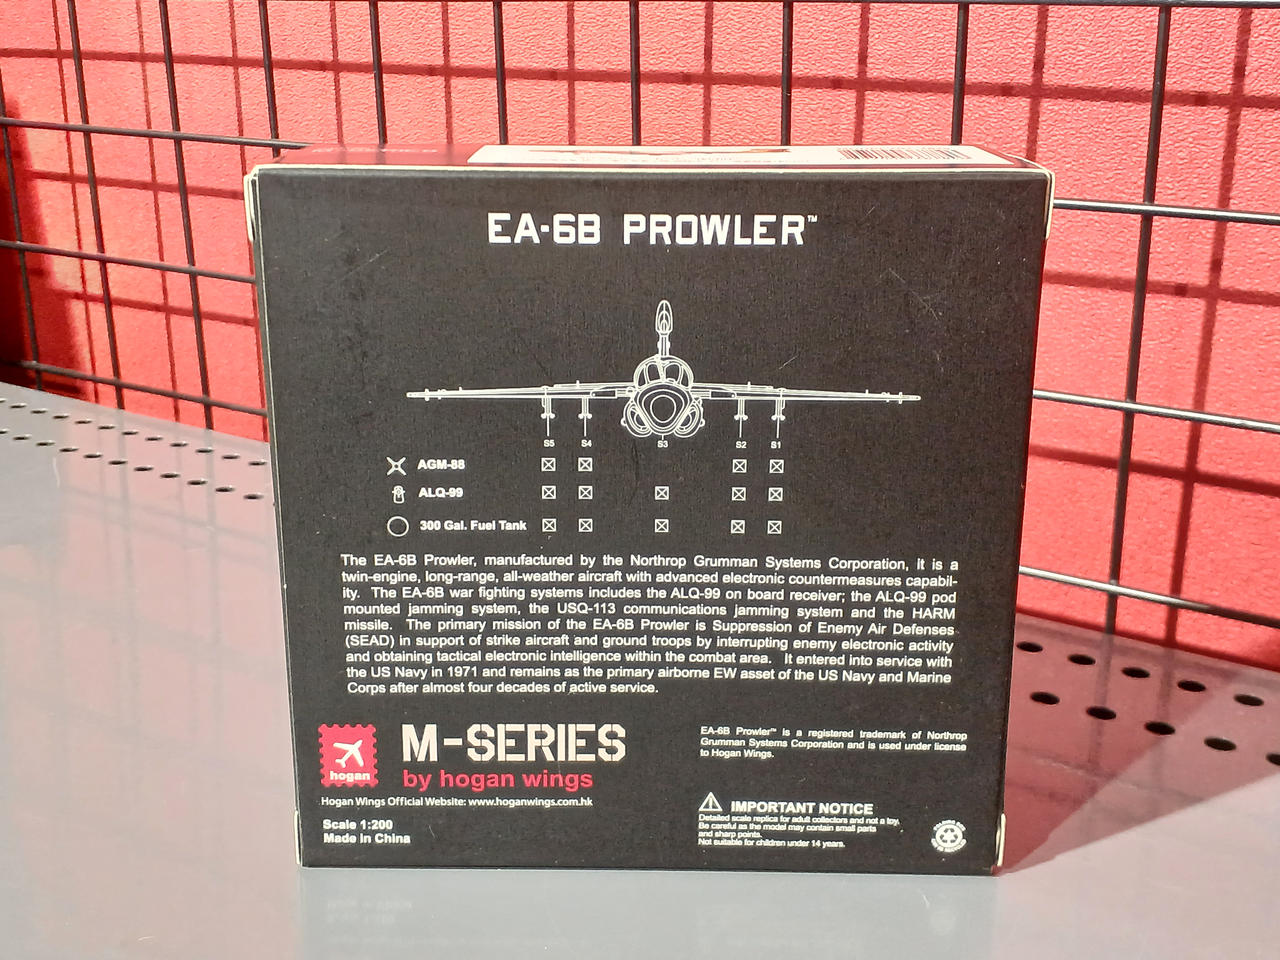 EA-6B PROWLER™
S5 S4 S3 S2 S1
AGM-88
ALQ-99
300 Gal. Fuel Tank
The EA-6B Prowler, manufactured by the Northrop Grumman Systems Corporation, it is a
twin-engine, long-range, all-weather aircraft with advanced electronic countermeasures capabil-
ity. The EA-6B war fighting systems includes the ALQ-99 on board receiver; the ALQ-99 pod
mounted jamming system, the USQ-113 communications jamming system and the HARM
missile. The primary mission of the EA-6B Prowler is Suppression of Enemy Air Defenses
(SEAD) in support of strike aircraft and ground troops by interrupting enemy electronic activity
and obtaining tactical electronic intelligence within the combat area. It entered into service with
the US Navy in 1971 and remains as the primary airborne EW asset of the US Navy and Marine
Corps after almost four decades of active service.
hogan
M-SERIES
by hogan wings
Hogan Wings Official Website: www.hoganwings.com.hk
Scale 1:200
Made in China
EA-6B Prowler™ is a registered trademark of Northrop
Grumman Systems Corporation and is used under license
to Hogan Wings.
IMPORTANT NOTICE
Detailed scale replica for adult collectors and not a toy.
Be careful as the model may contain small parts
and sharp points.
Not suitable for children under 14 years.